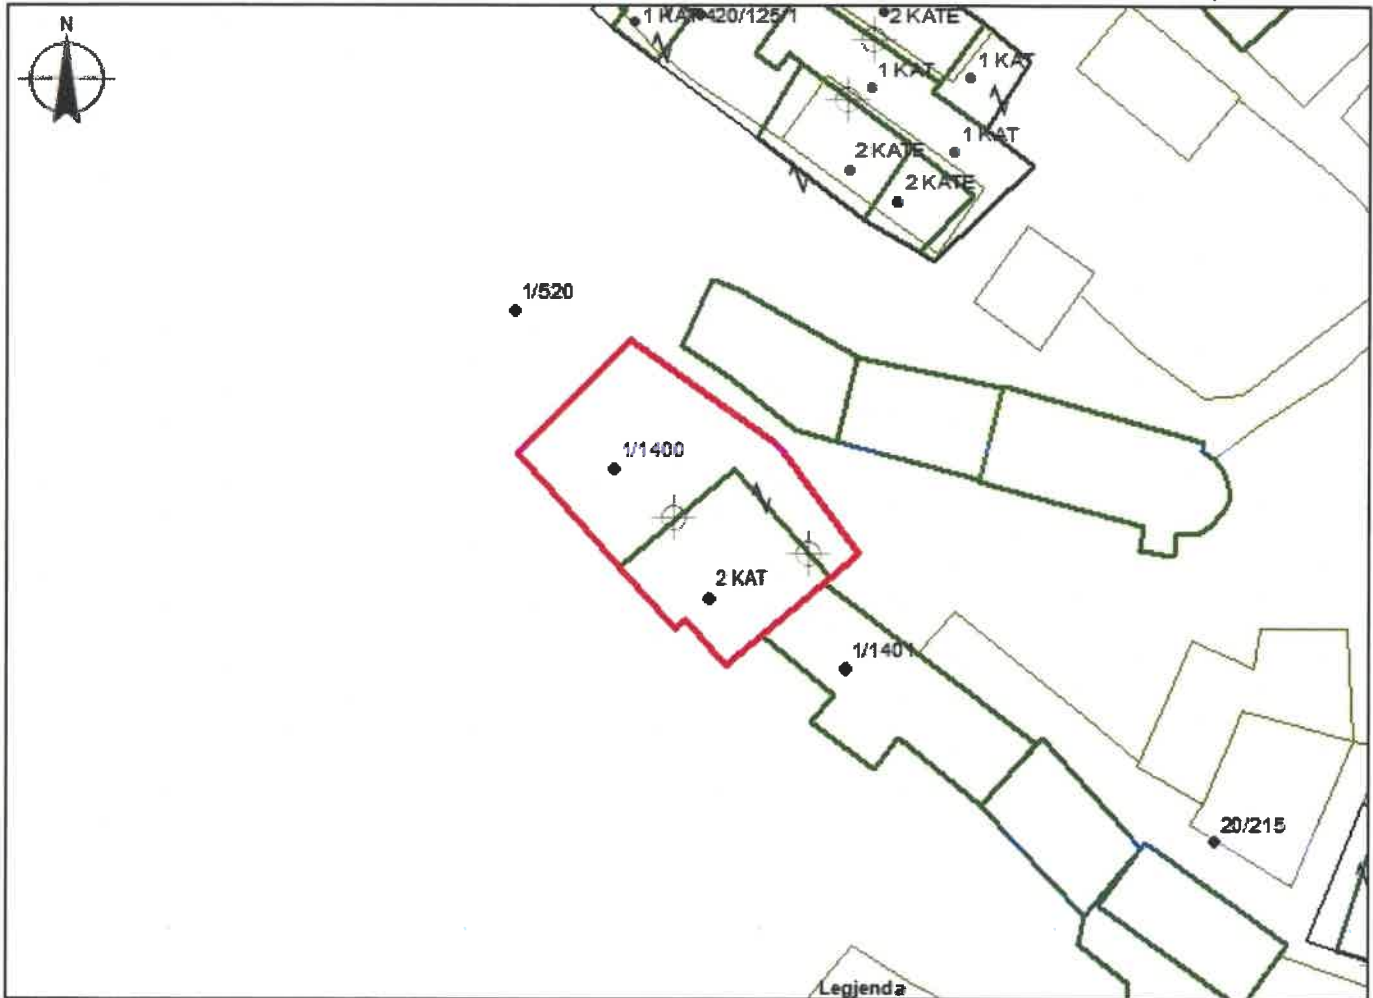 N
1 KAT
420/125/1
2 KATE
1 KAT
1 KAT
1 KAT
2 KATE
2 KATE
1/520
1/1400
2 KAT
1/1401
20/215
Legjenda